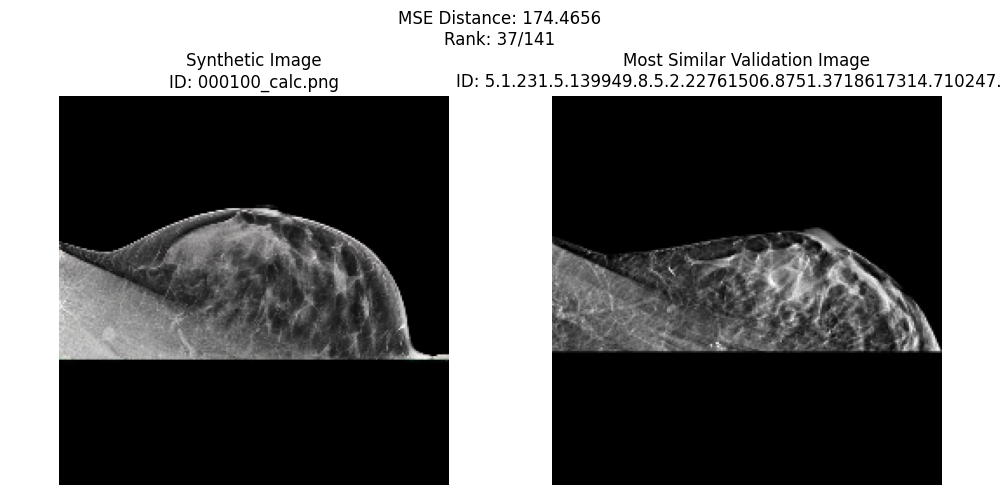 MSE Distance: 174.4656
Rank: 37/141
Synthetic Image
ID: 000100_calc.png
Most Similar Validation Image
ID: 5.1.231.5.139949.8.5.2.22761506.8751.3718617314.710247.